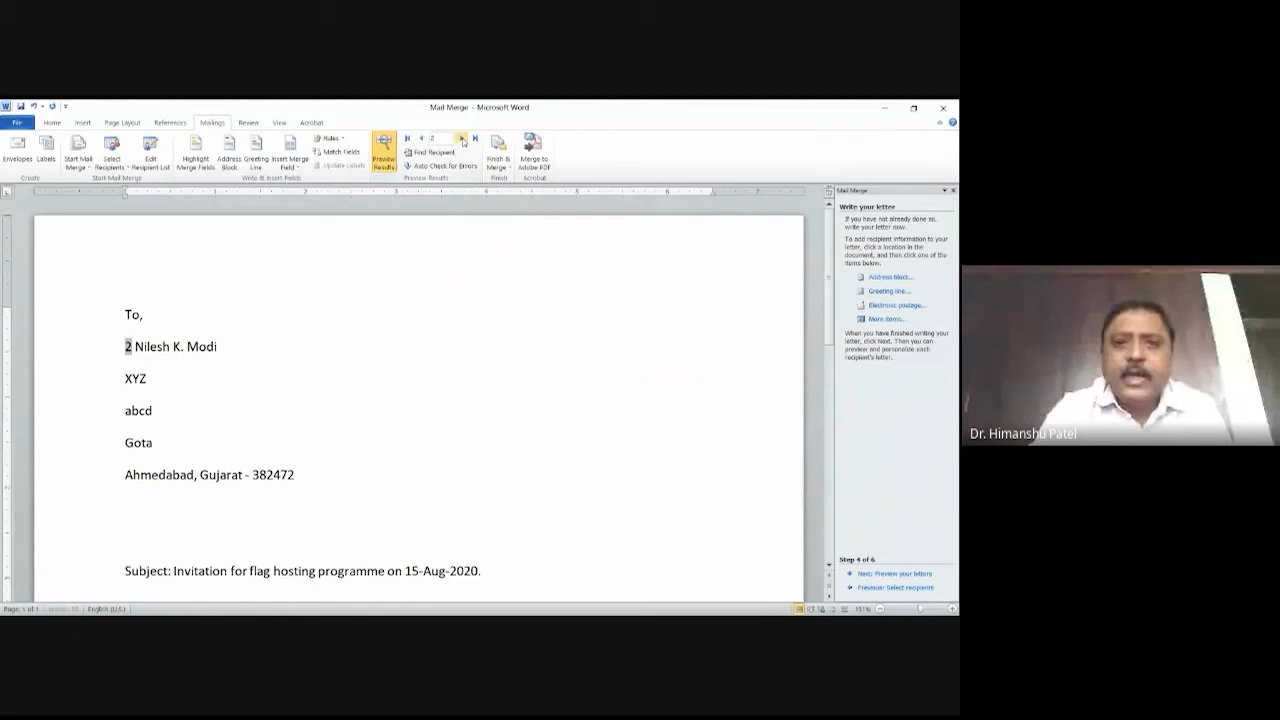 Mail Merge - Microsoft Word
File Home Insert Page Layout References Mailings Review View Acrobat
Envelopes Labels Start Mail Merge Select Recipients Edit Recipient List Highlight Merge Fields Address Block Greeting Line Insert Merge Field Rules Match Fields Update Labels Preview Results 2 Find Recipient Auto Check for Errors Finish & Merge Merge to Adobe PDF
Create Start Mail Merge Write & Insert Fields Preview Results Finish Acrobat
Mail Merge
Write your letter
If you have not already done so,
write your letter now.
To add recipient information to your
letter, click a location in the
document, and then click one of the
items below.
Address block...
Greeting line...
Electronic postage...
More items...
When you have finished writing your
letter, click Next. Then you can
preview and personalize each
recipient's letter.
Step 4 of 6
Next: Preview your letters
Previous: Select recipients
To,
2 Nilesh K. Modi
XYZ
abcd
Gota
Ahmedabad, Gujarat - 382472
Subject: Invitation for flag hosting programme on 15-Aug-2020.
Page: 1 of 1 English (U.S.) 151%
Dr. Himanshu Patel